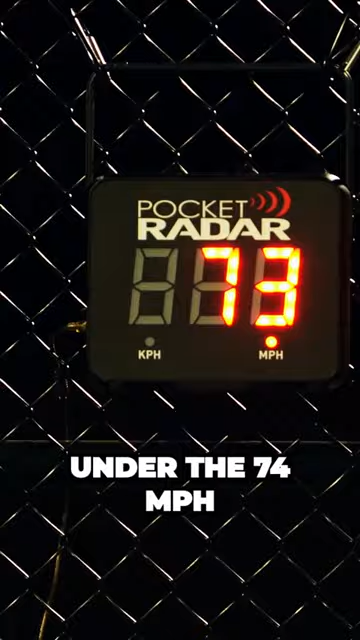 POCKET
RADAR
73
KPH MPH
UNDER THE 74
MPH